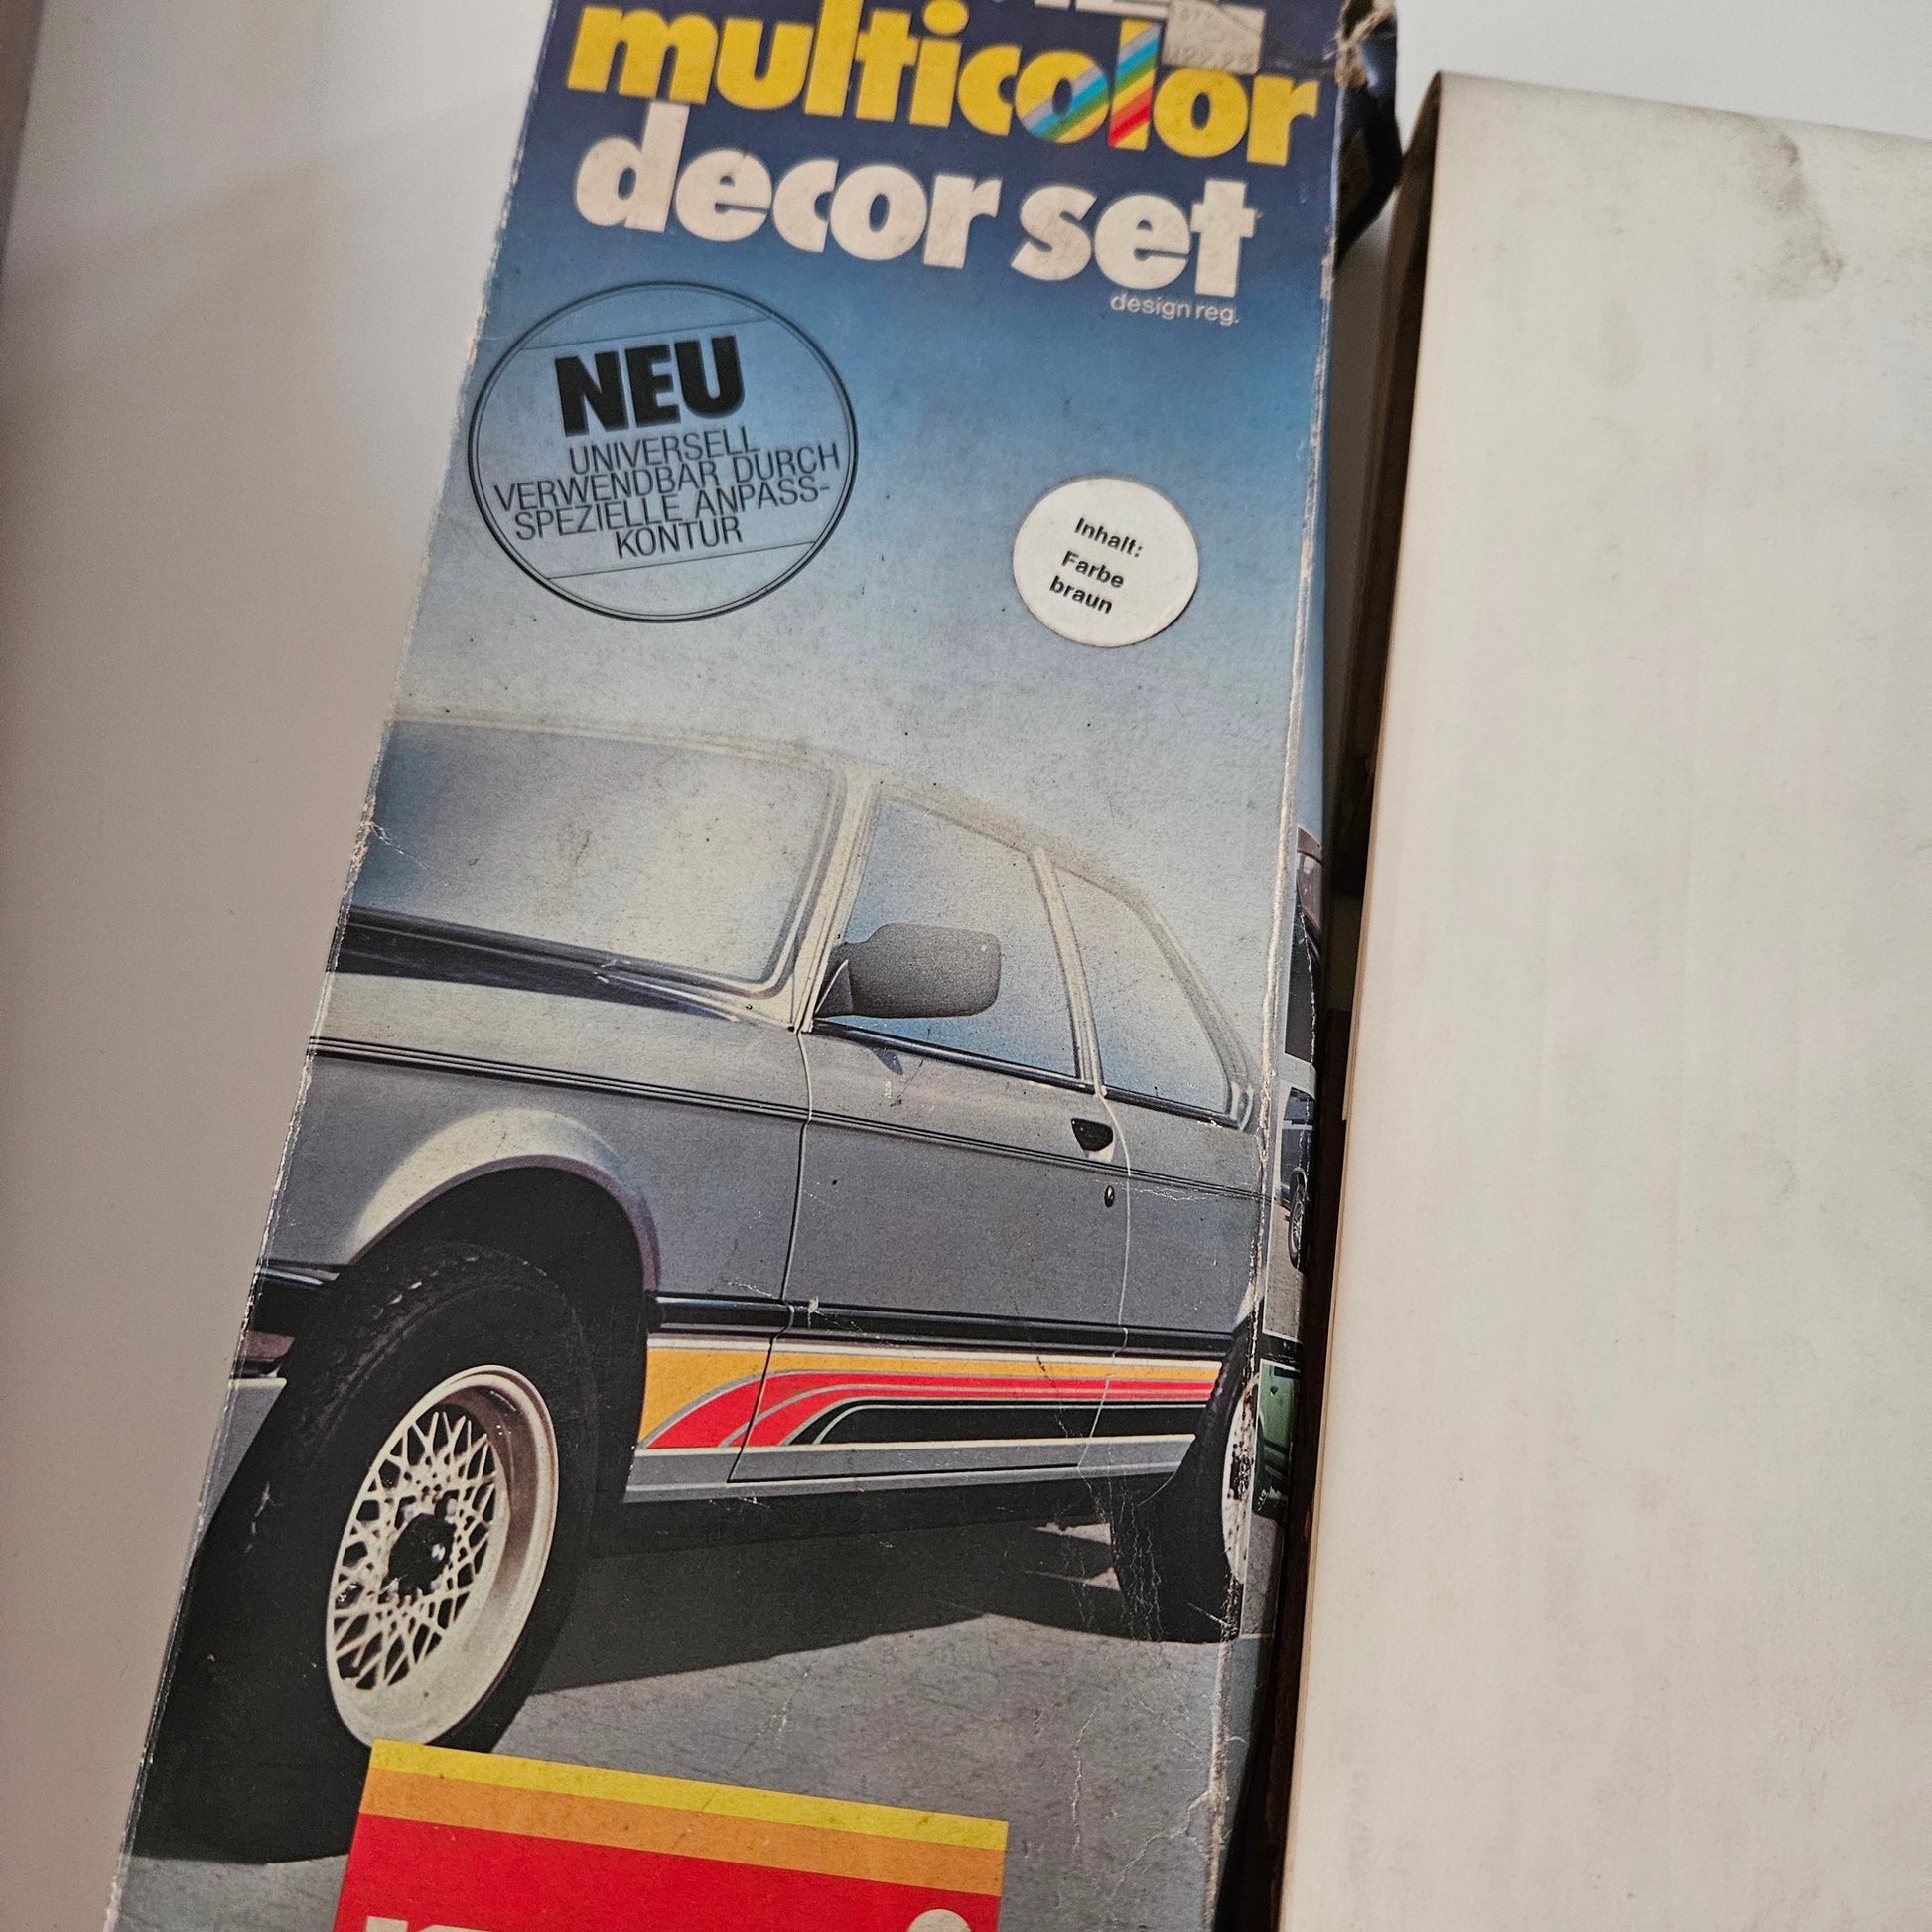 multicolor
decor set
design reg.
NEU
UNIVERSELL
VERWENDBAR DURCH
SPEZIELLE ANPASS-
KONTUR
Inhalt:
Farbe
braun